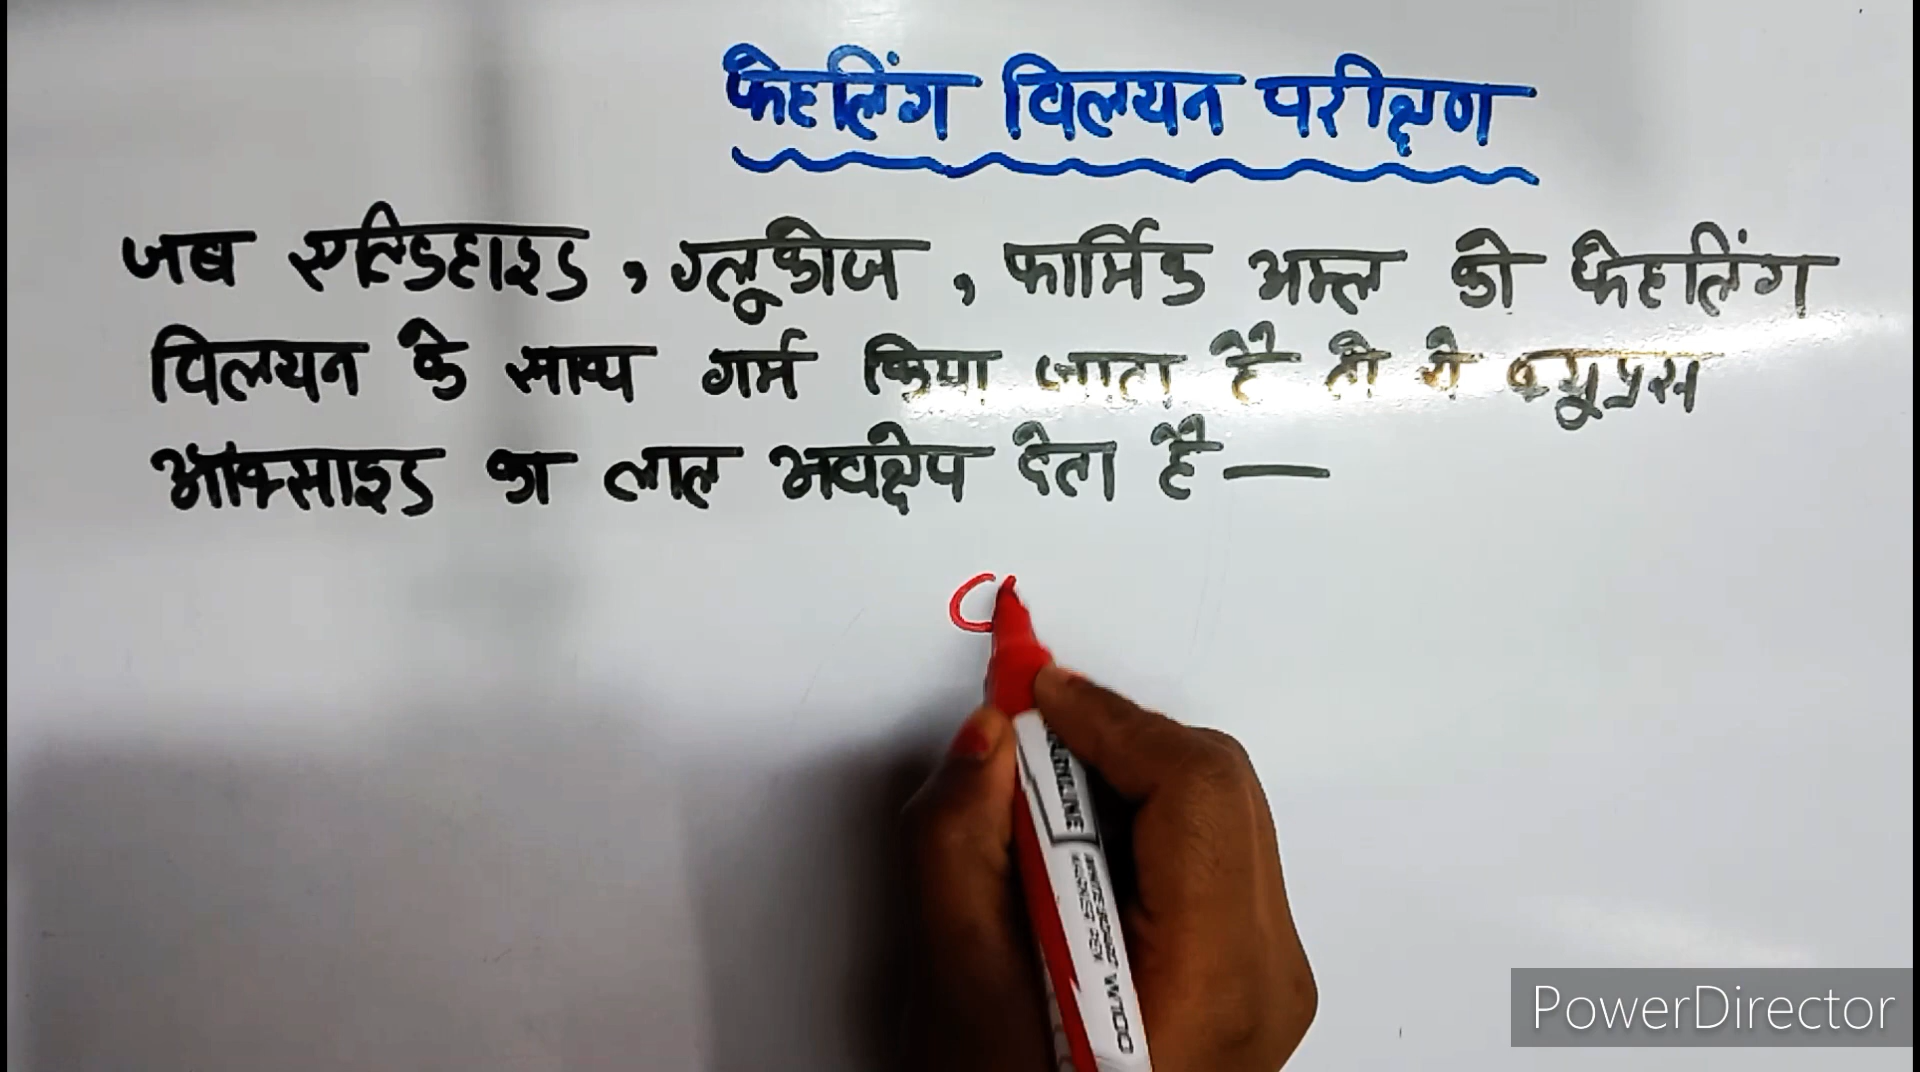 फेहलिंग विलयन परीक्षण
जब एल्डिहाइड, ग्लूकोज, फार्मिक अम्ल को फेहलिंग
विलयन के साथ गर्म किया जाता है तो ये क्यूप्रस
ऑक्साइड का लाल अवक्षेप देता है —
C
PowerDirector